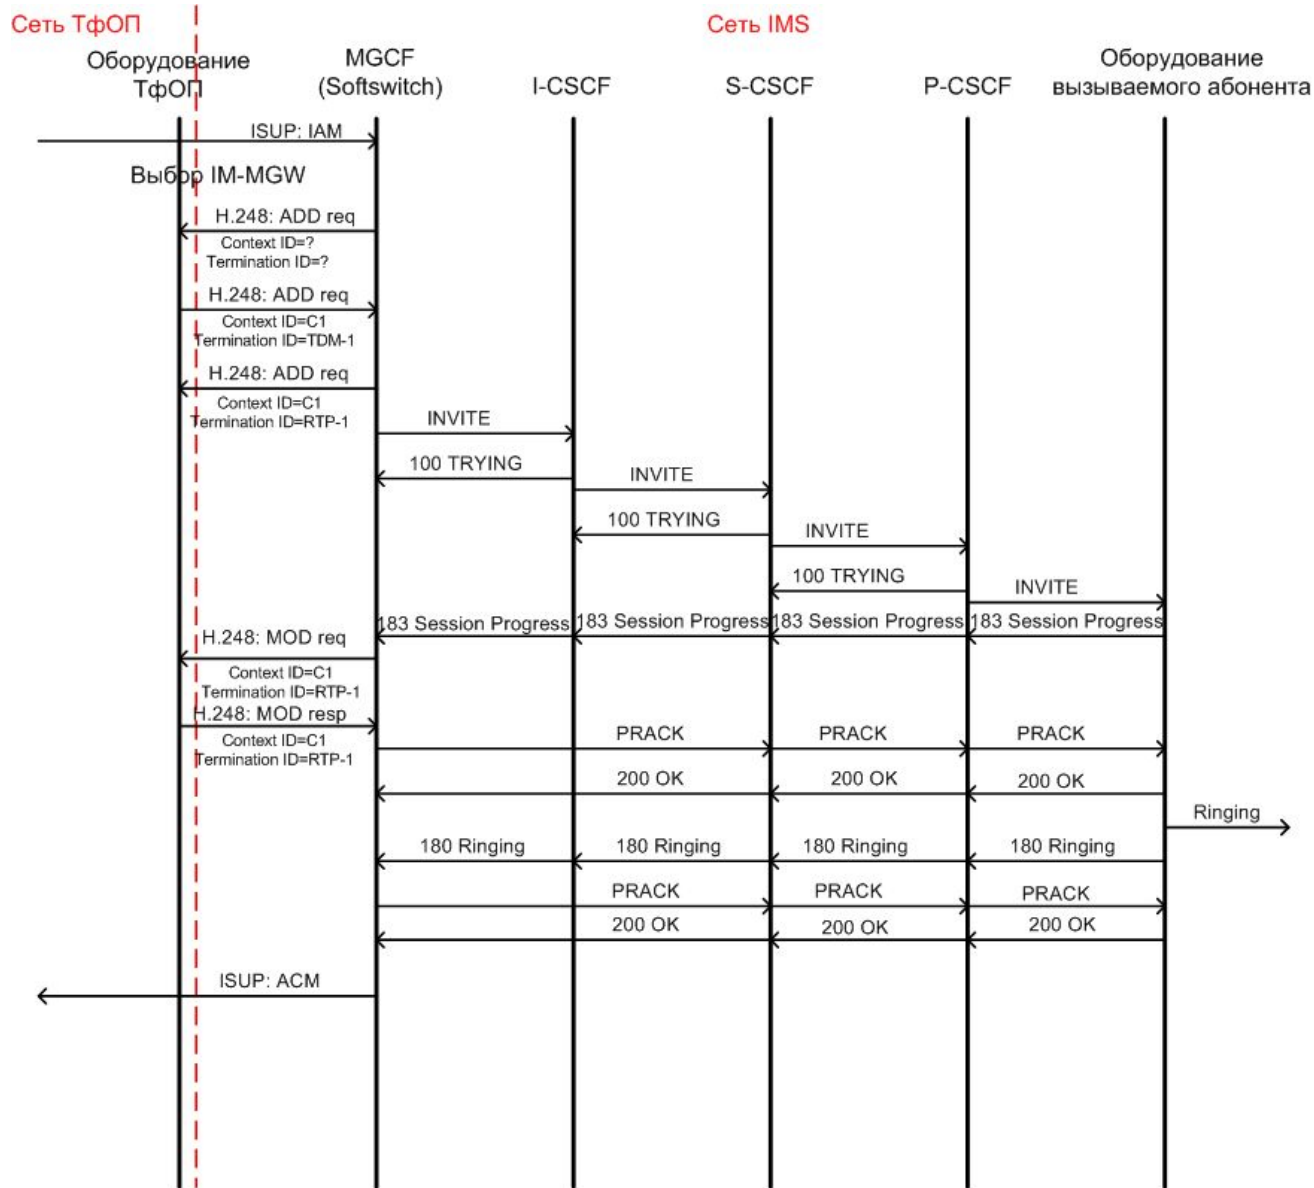 Сеть ТфОП
Сеть IMS
Оборудование
ТфОП
MGCF
(Softswitch)
I-CSCF
S-CSCF
P-CSCF
Оборудование
вызываемого абонента
ISUP: IAM
Выбор IM-MGW
H.248: ADD req
Context ID=?
Termination ID=?
H.248: ADD req
Context ID=C1
Termination ID=TDM-1
H.248: ADD req
Context ID=C1
Termination ID=RTP-1
INVITE
100 TRYING
INVITE
100 TRYING
INVITE
100 TRYING
INVITE
183 Session Progress
183 Session Progress
183 Session Progress
183 Session Progress
H.248: MOD req
Context ID=C1
Termination ID=RTP-1
H.248: MOD resp
Context ID=C1
Termination ID=RTP-1
PRACK
PRACK
PRACK
200 OK
200 OK
200 OK
Ringing
180 Ringing
180 Ringing
180 Ringing
180 Ringing
PRACK
PRACK
PRACK
200 OK
200 OK
200 OK
ISUP: ACM